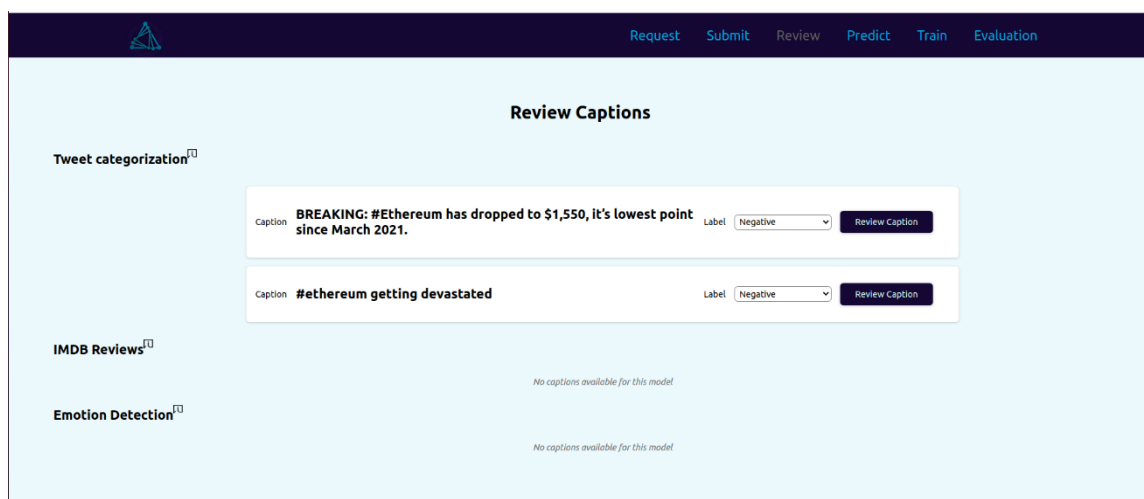 Request Submit Review Predict Train Evaluation
Review Captions
Tweet categorization
Caption BREAKING: #Ethereum has dropped to $1,550, it's lowest point since March 2021. Label Negative Review Caption
Caption #ethereum getting devastated Label Negative Review Caption
IMDB Reviews
No captions available for this model
Emotion Detection
No captions available for this model